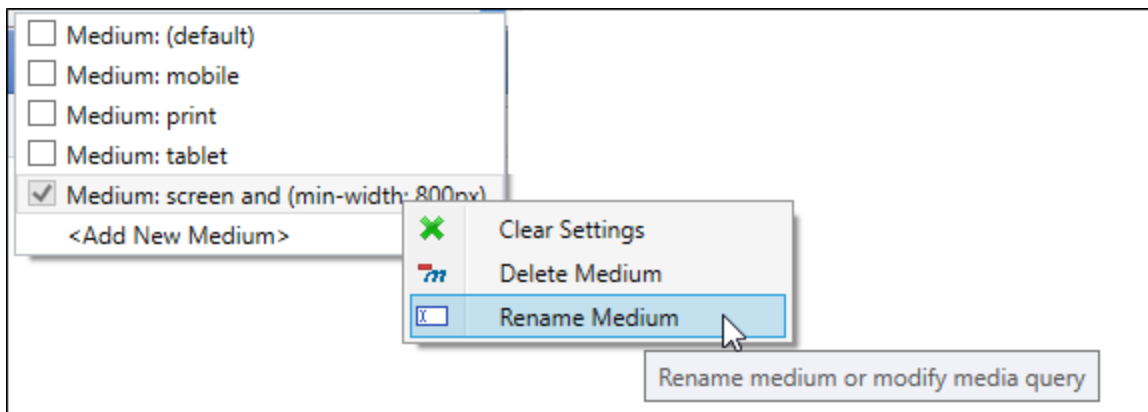 Medium: (default)
Medium: mobile
Medium: print
Medium: tablet
Medium: screen and (min-width: 800px)
<Add New Medium>
Clear Settings
Delete Medium
Rename Medium
Rename medium or modify media query